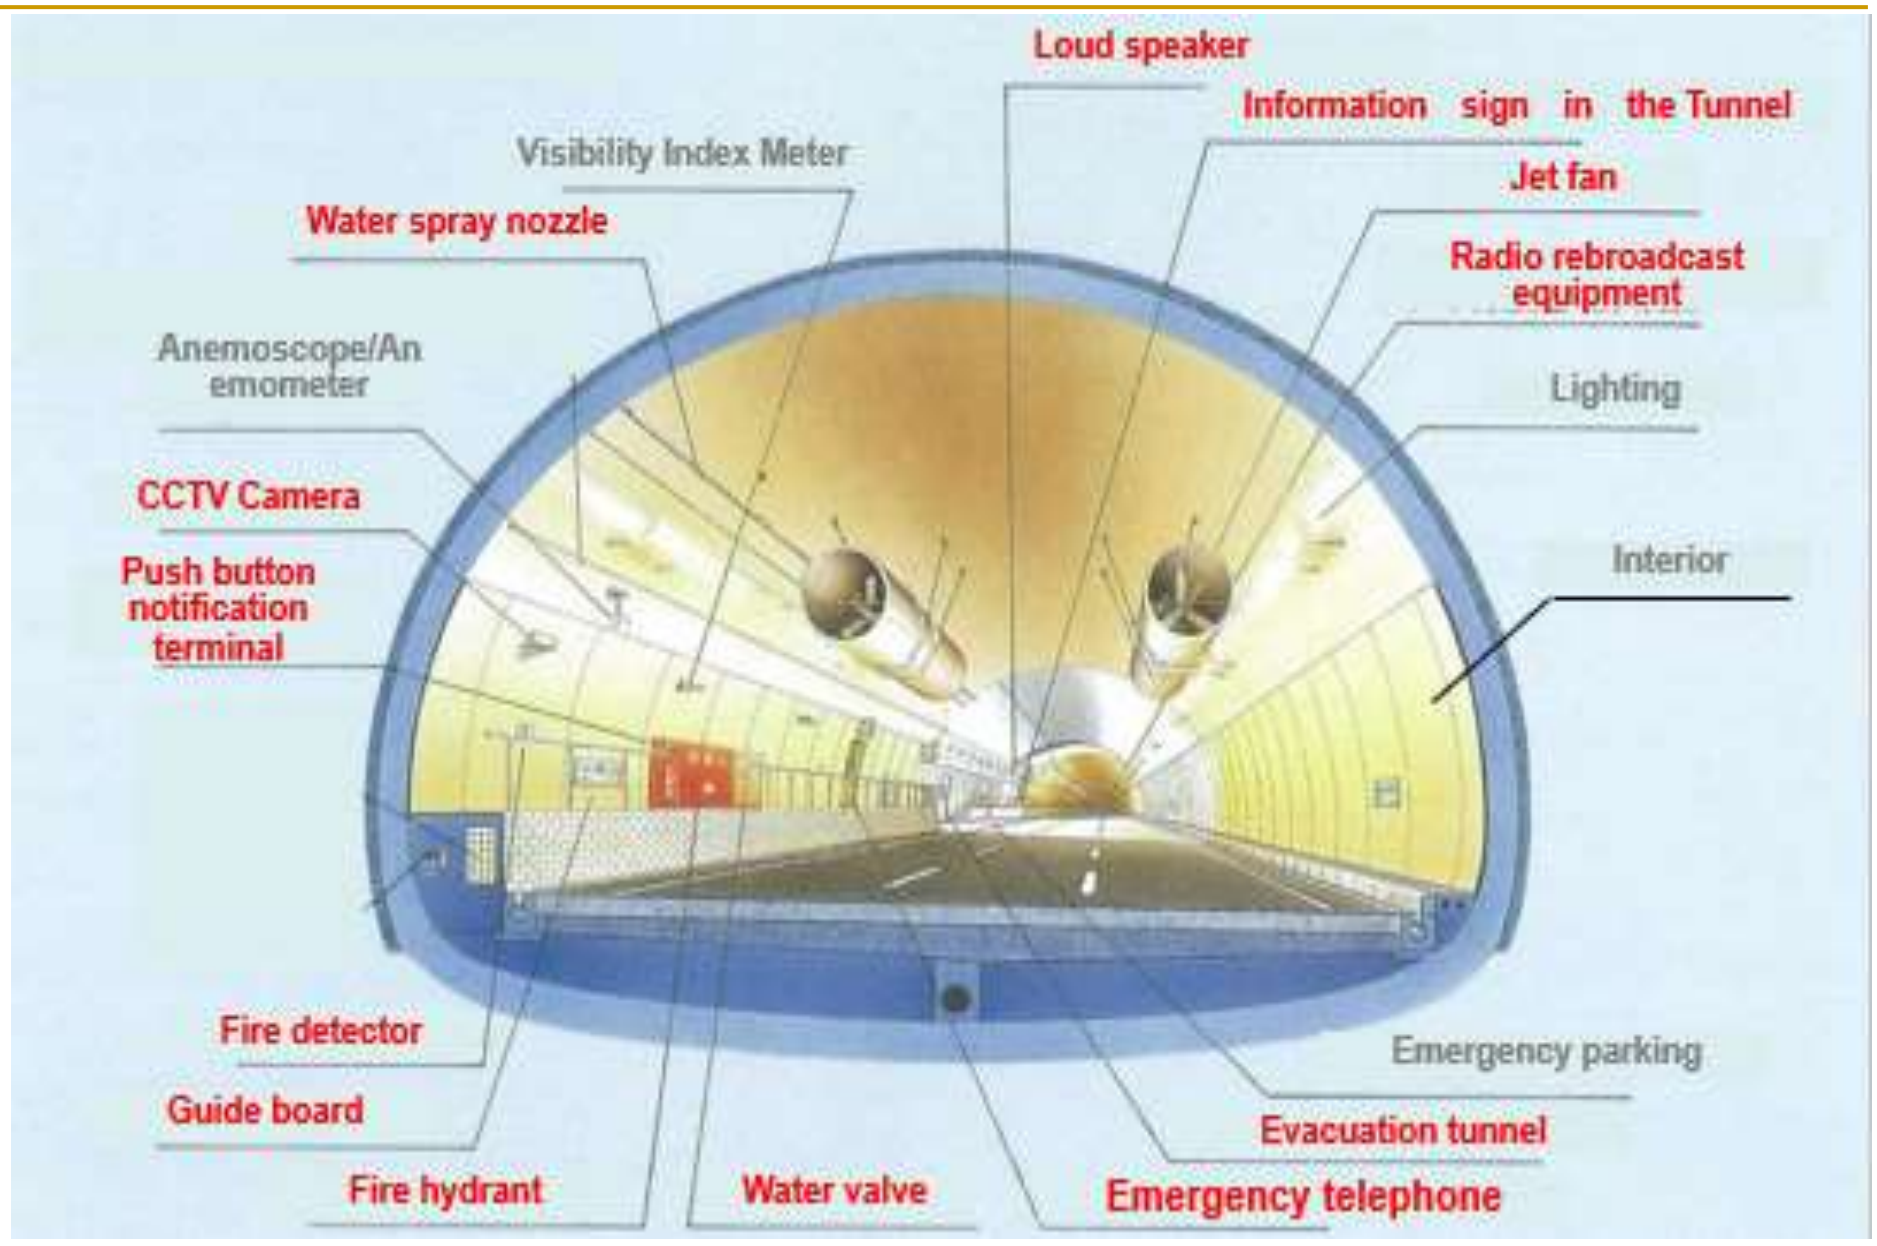 Loud speaker
Information sign in the Tunnel
Visibility Index Meter
Jet fan
Water spray nozzle
Radio rebroadcast
equipment
Anemoscope/An
emometer
Lighting
CCTV Camera
Interior
Push button
notification
terminal
Fire detector
Emergency parking
Guide board
Evacuation tunnel
Fire hydrant
Water valve
Emergency telephone